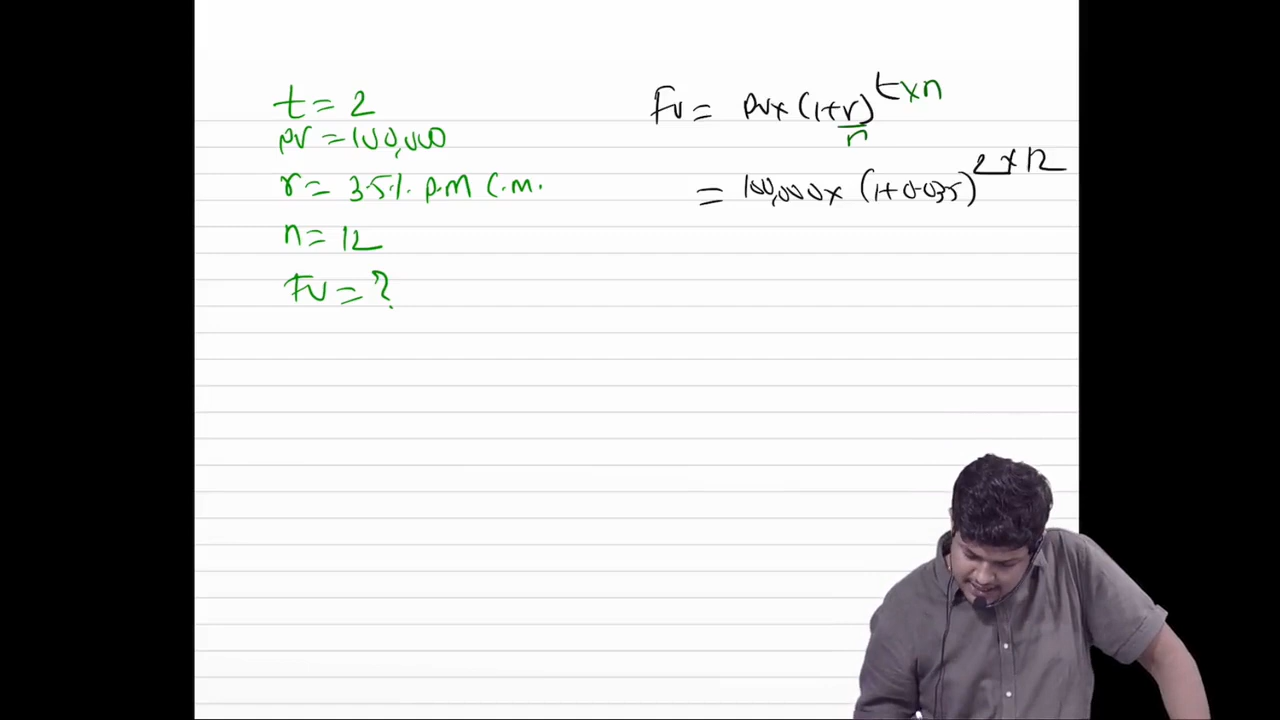 t = 2
PV = 100,000
r = 3.5% p.m C.m.
n = 12
FV = ?
FV = PV x (1+r/n)^t x n
= 100,000 x (1+0.035)^2 x 12